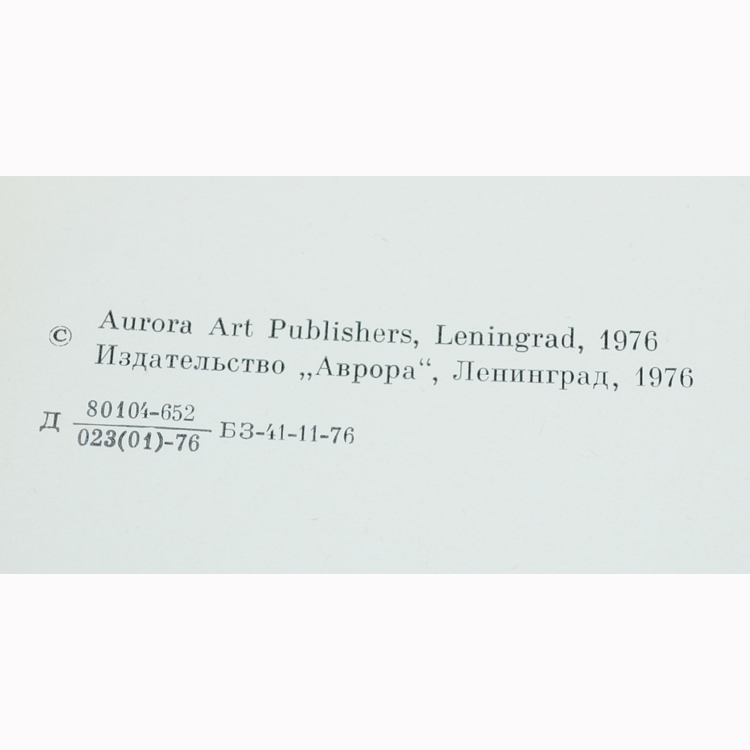 © Aurora Art Publishers, Leningrad, 1976
Издательство „Аврора“, Ленинград, 1976
80104-652
Д БЗ-41-11-76
023(01)-76